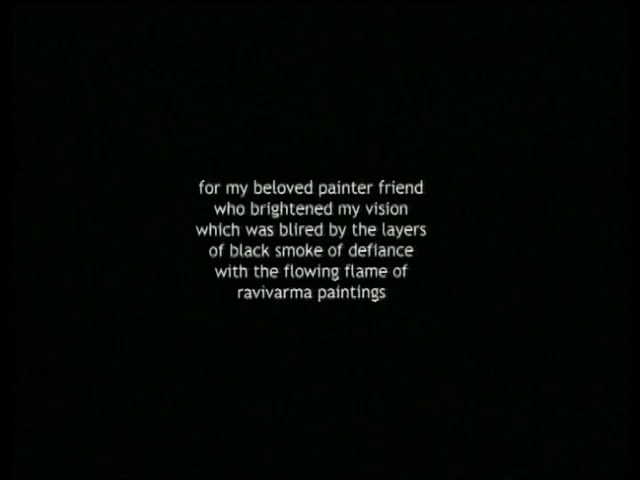 for my beloved painter friend
who brightened my vision
which was blired by the layers
of black smoke of defiance
with the flowing flame of
ravivarma paintings